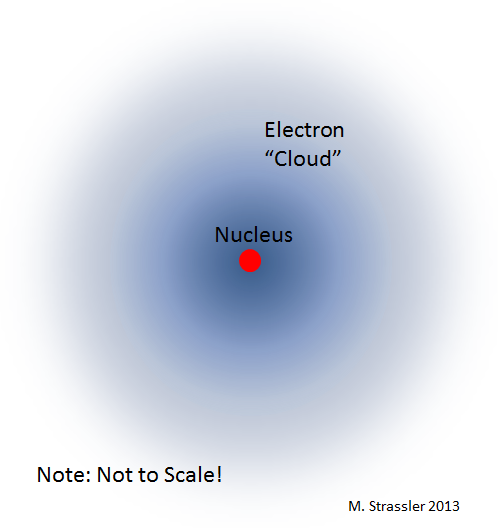 Electron
“Cloud”
Nucleus
Note: Not to Scale!
M. Strassler 2013